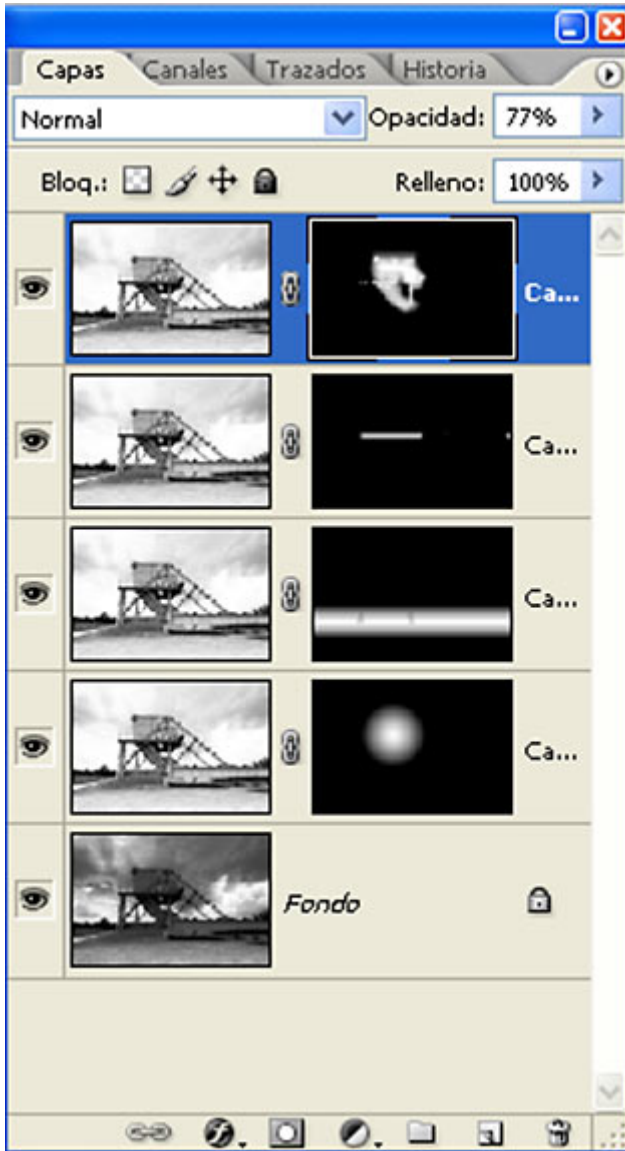 Capas Canales Trazados Historia
Normal Opacidad: 77%
Bloq.: Relleno: 100%
Ca...
Ca...
Ca...
Ca...
Fondo